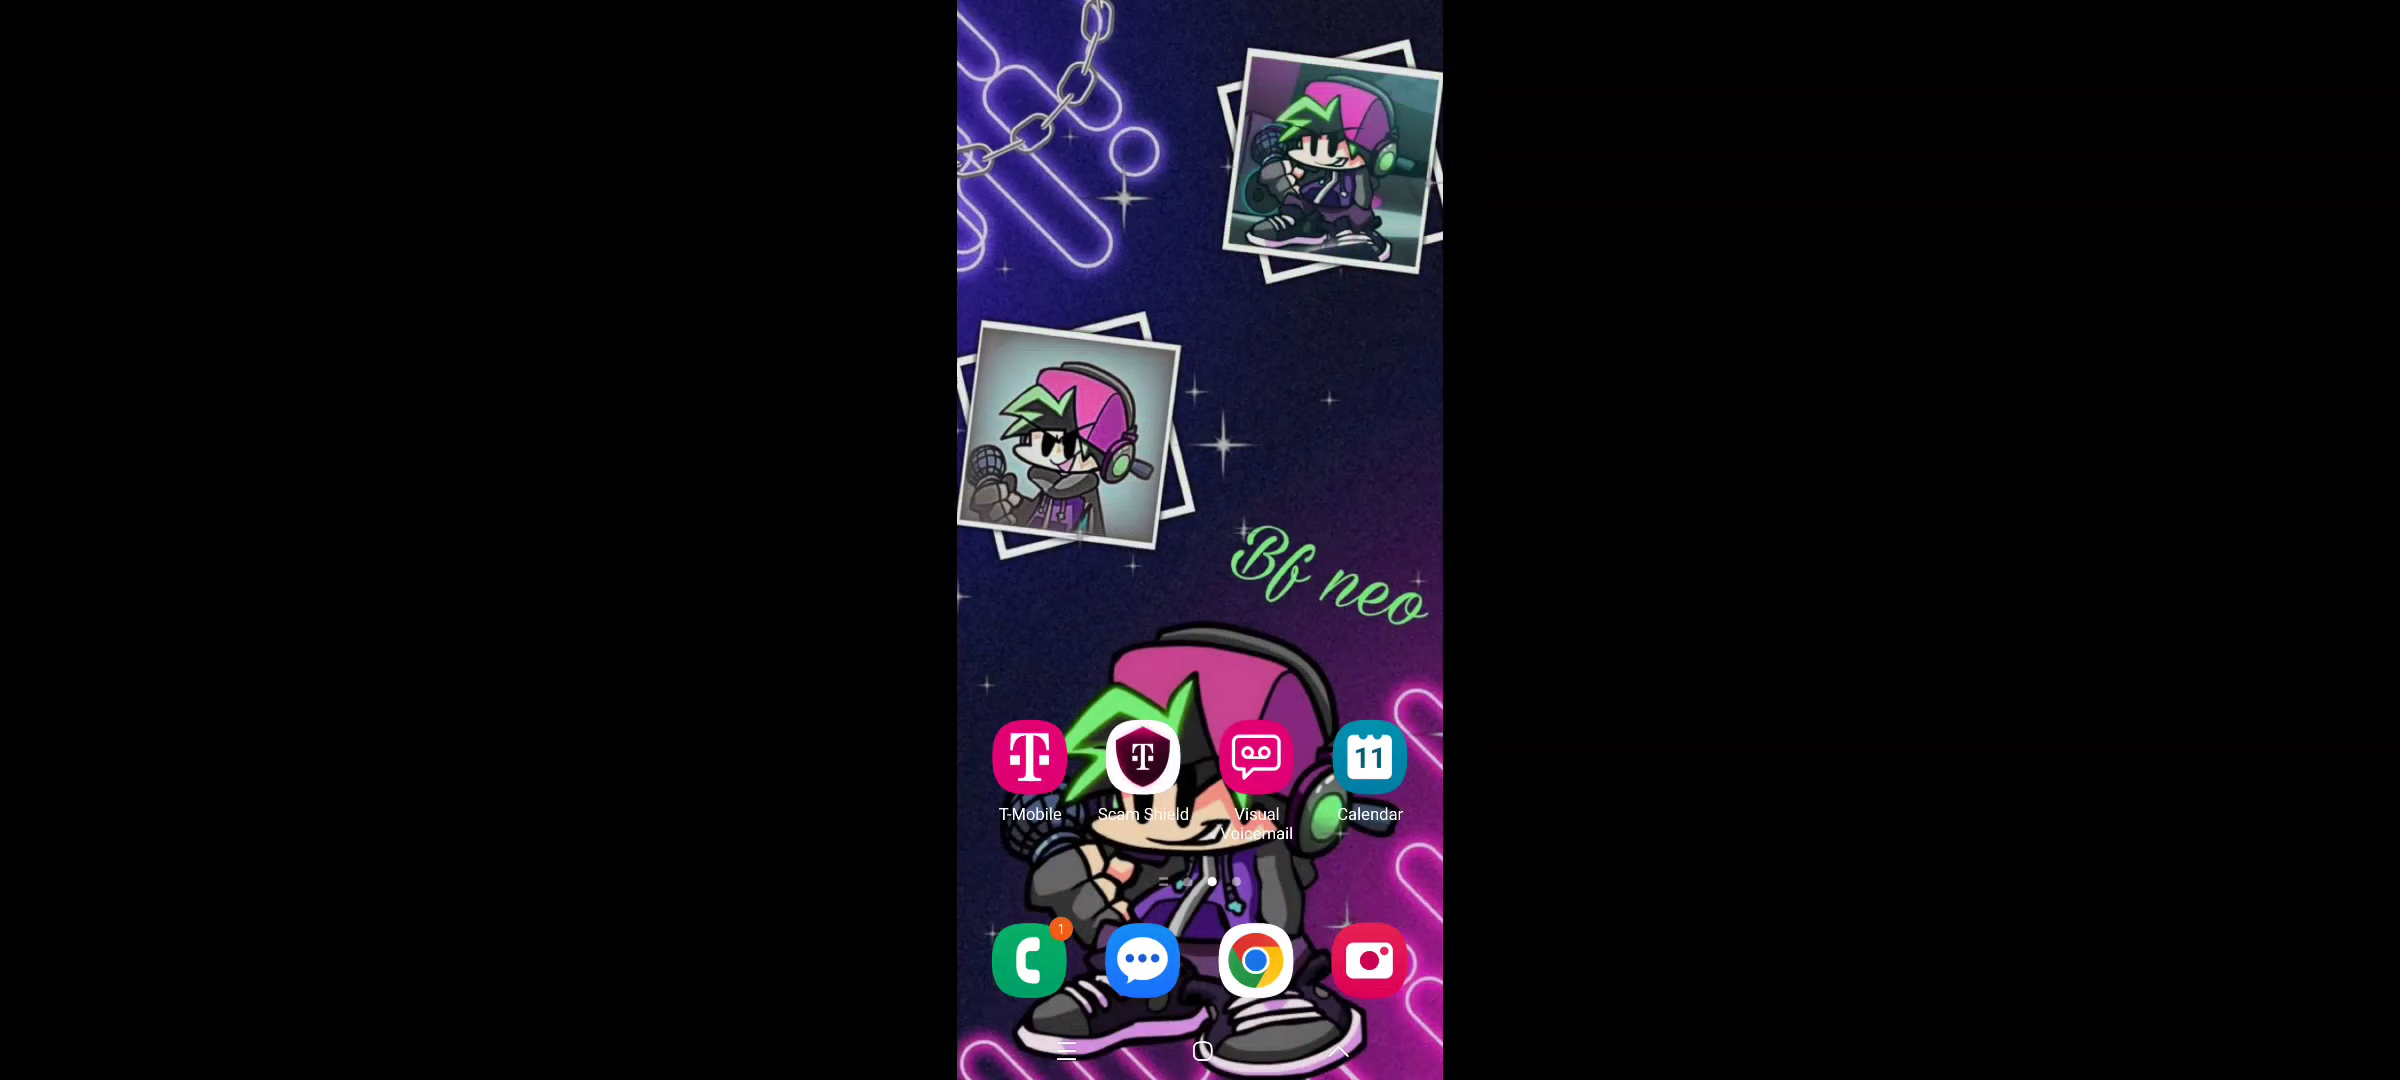 Bf neo
T
T
11
T-Mobile
Scam Shield
Visual
Voicemail
Calendar
1